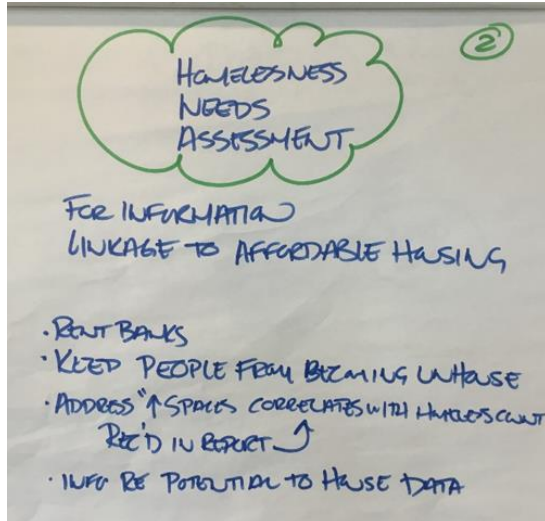 2
HOMELESNESS
NEEDS
ASSESSMENT
FOR INFORMATION
LINKAGE TO AFFORDABLE HOUSING
• RENT BANKS
• KEEP PEOPLE FROM BECOMING UNHOUSE
• ADDRESS "↑ SPACES CORRELATES WITH HOMELESS COUNT
REC'D IN REPORT
• INFO RE POTENTIAL TO HOUSE DATA